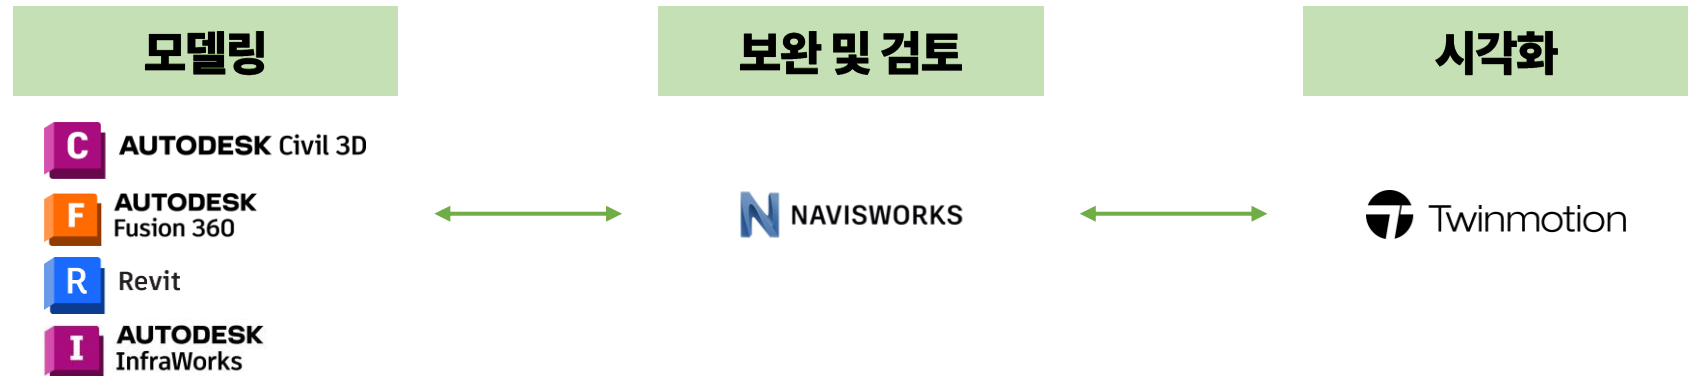 모델링
보완 및 검토
시각화
C AUTODESK Civil 3D
F AUTODESK
Fusion 360
R Revit
I AUTODESK
InfraWorks
N NAVISWORKS
Twinmotion